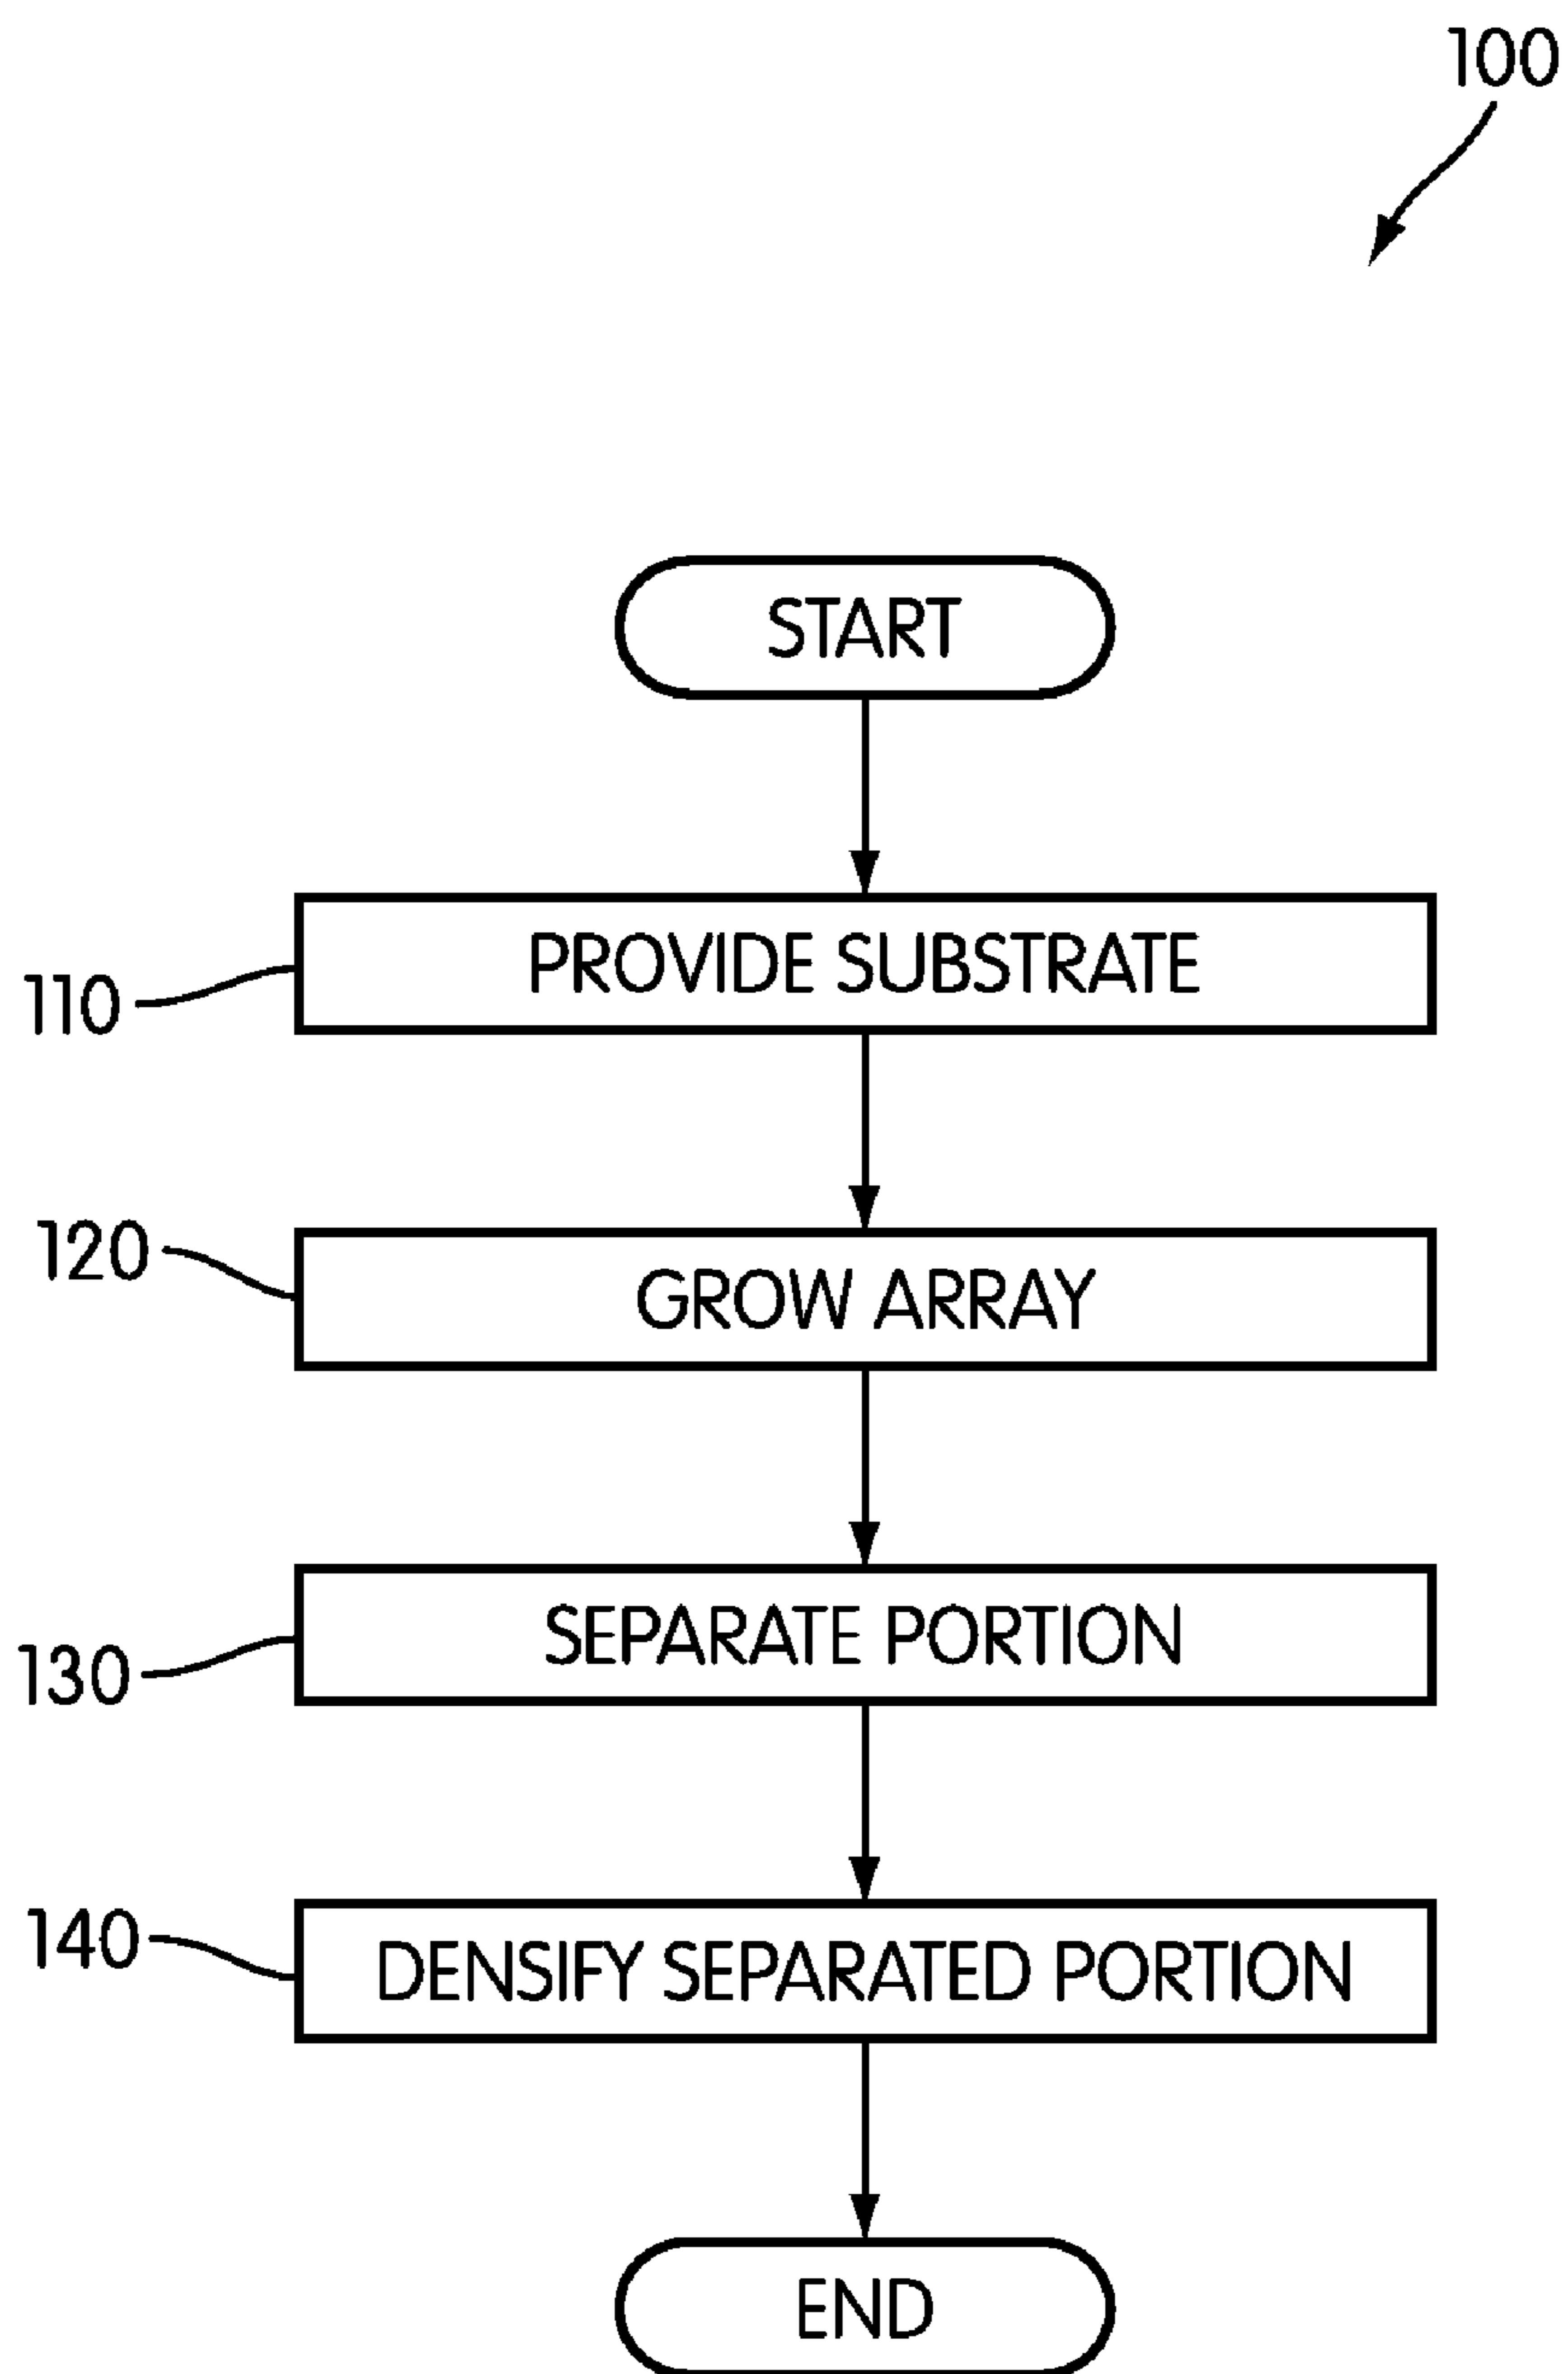 100
START
110
PROVIDE SUBSTRATE
120
GROW ARRAY
130
SEPARATE PORTION
140
DENSIFY SEPARATED PORTION
END